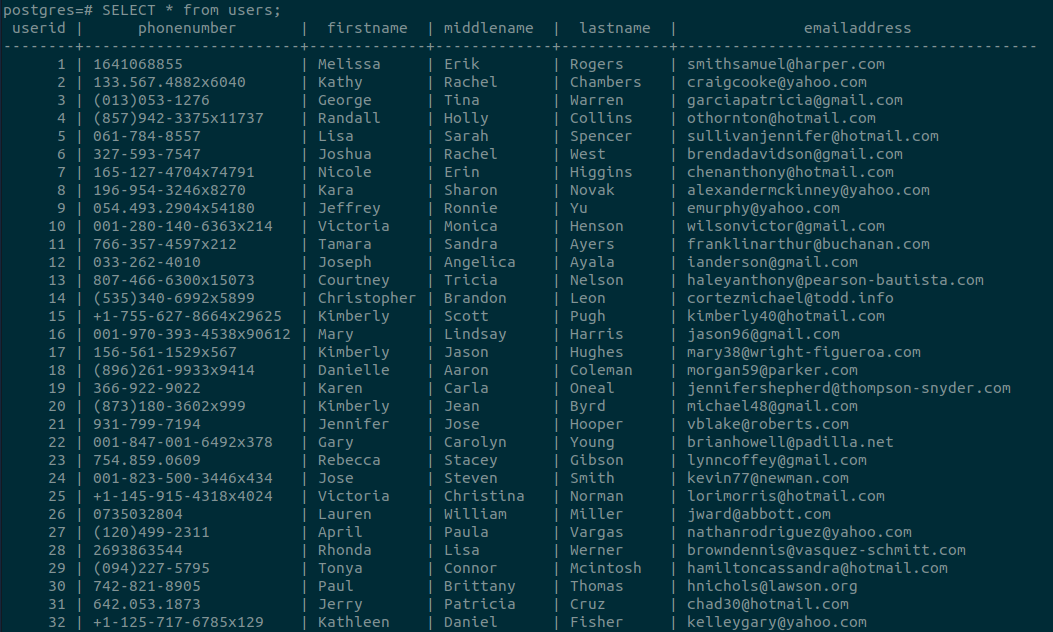 postgres=# SELECT * from users;
 userid |      phonenumber       |  firstname  | middlename  |  lastname  |              emailaddress
--------+------------------------+-------------+-------------+------------+----------------------------------------
      1 | 1641068855             | Melissa     | Erik        | Rogers     | smithsamuel@harper.com
      2 | 133.567.4882x6040      | Kathy       | Rachel      | Chambers   | craigcooke@yahoo.com
      3 | (013)053-1276          | George      | Tina        | Warren     | garciapatricia@gmail.com
      4 | (857)942-3375x11737    | Randall     | Holly       | Collins    | othornton@hotmail.com
      5 | 061-784-8557           | Lisa        | Sarah       | Spencer    | sullivanjennifer@hotmail.com
      6 | 327-593-7547           | Joshua      | Rachel      | West       | brendadavidson@gmail.com
      7 | 165-127-4704x74791     | Nicole      | Erin        | Higgins    | chenanthony@hotmail.com
      8 | 196-954-3246x8270      | Kara        | Sharon      | Novak      | alexandermckinney@yahoo.com
      9 | 054.493.2904x54180     | Jeffrey     | Ronnie      | Yu         | emurphy@yahoo.com
     10 | 001-280-140-6363x214   | Victoria    | Monica      | Henson     | wilsonvictor@gmail.com
     11 | 766-357-4597x212       | Tamara      | Sandra      | Ayers      | franklinarthur@buchanan.com
     12 | 033-262-4010           | Joseph      | Angelica    | Ayala      | ianderson@gmail.com
     13 | 807-466-6300x15073     | Courtney    | Tricia      | Nelson     | haleyanthony@pearson-bautista.com
     14 | (535)340-6992x5899     | Christopher | Brandon     | Leon       | cortezmichael@todd.info
     15 | +1-755-627-8664x29625  | Kimberly    | Scott       | Pugh       | kimberly40@hotmail.com
     16 | 001-970-393-4538x90612 | Mary        | Lindsay     | Harris     | jason96@gmail.com
     17 | 156-561-1529x567       | Kimberly    | Jason       | Hughes     | mary38@wright-figueroa.com
     18 | (896)261-9933x9414     | Danielle    | Aaron       | Coleman    | morgan59@parker.com
     19 | 366-922-9022           | Karen       | Carla       | Oneal      | jennifershepherd@thompson-snyder.com
     20 | (873)180-3602x999      | Kimberly    | Jean        | Byrd       | michael48@gmail.com
     21 | 931-799-7194           | Jennifer    | Jose        | Hooper     | vblake@roberts.com
     22 | 001-847-001-6492x378   | Gary        | Carolyn     | Young      | brianhowell@padilla.net
     23 | 754.859.0609           | Rebecca     | Stacey      | Gibson     | lynncoffey@gmail.com
     24 | 001-823-500-3446x434   | Jose        | Steven      | Smith      | kevin77@newman.com
     25 | +1-145-915-4318x4024   | Victoria    | Christina   | Norman     | lorimorris@hotmail.com
     26 | 0735032804             | Lauren      | William     | Miller     | jward@abbott.com
     27 | (120)499-2311          | April       | Paula       | Vargas     | nathanrodriguez@yahoo.com
     28 | 2693863544             | Rhonda      | Lisa        | Werner     | browndennis@vasquez-schmitt.com
     29 | (094)227-5795          | Tonya       | Connor      | Mcintosh   | hamiltoncassandra@hotmail.com
     30 | 742-821-8905           | Paul        | Brittany    | Thomas     | hnichols@lawson.org
     31 | 642.053.1873           | Jerry       | Patricia    | Cruz       | chad30@hotmail.com
     32 | +1-125-717-6785x129    | Kathleen    | Daniel      | Fisher     | kelleygary@yahoo.com